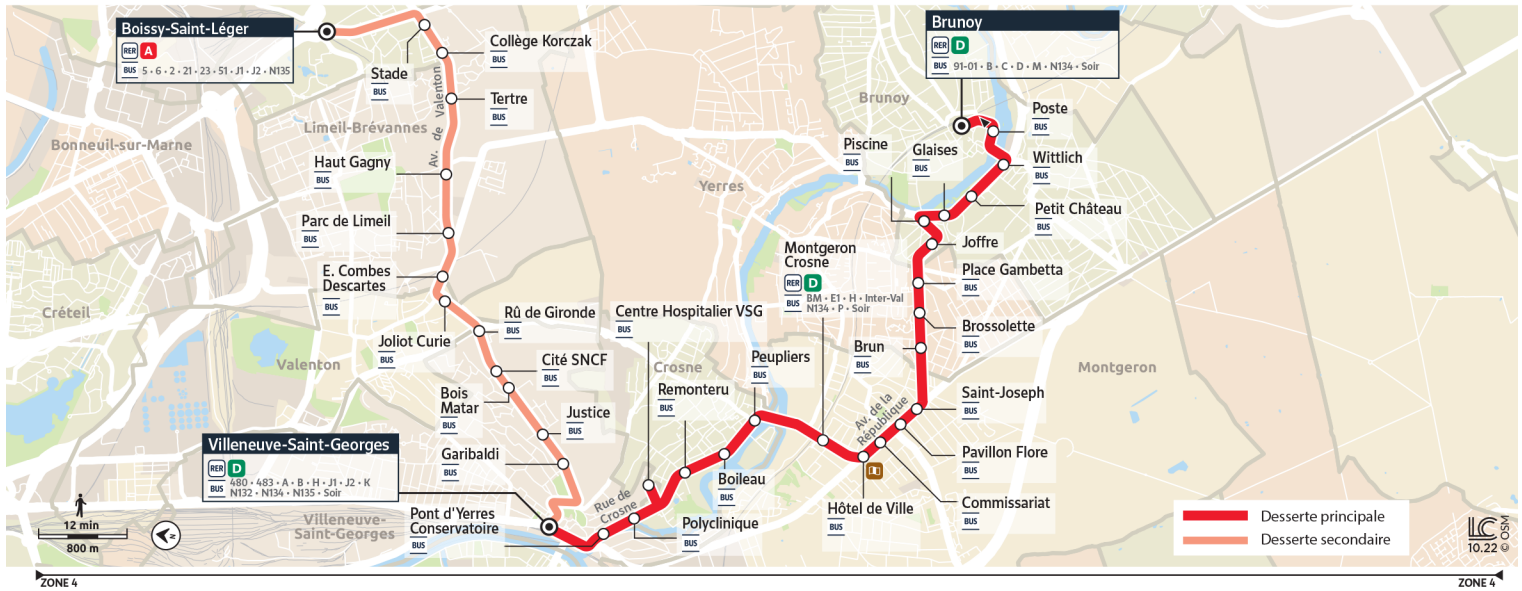 Boissy-Saint-Léger
RER A
BUS 5 • 6 • 2 • 21 • 23 • 51 • J1 • J2 • N135
Stade
BUS
Collège Korczak
BUS
Tertre
BUS
Av. de Valenton
Limeil-Brévannes
Bonneuil-sur-Marne
Haut Gagny
BUS
Parc de Limeil
BUS
E. Combes
Descartes
BUS
Créteil
Joliot Curie
BUS
Valenton
Rû de Gironde
BUS
Cité SNCF
BUS
Bois
Matar
BUS
Justice
BUS
Garibaldi
BUS
Villeneuve-Saint-Georges
RER D
BUS 480 • 483 • A • B • H • J1 • J2 • K
N132 • N134 • N135 • Soir
Villeneuve-
Saint-Georges
Pont d'Yerres
Conservatoire
BUS
Rue de
Crosne
Centre Hospitalier VSG
BUS
Crosne
Remonteru
BUS
Polyclinique
BUS
Boileau
BUS
Peupliers
BUS
Yerres
Montgeron
Crosne
RER D
BUS BM • E1 • H • Inter-Val
N134 • P • Soir
Hôtel de Ville
BUS
Av. de la
République
Commissariat
BUS
Pavillon Flore
BUS
Saint-Joseph
BUS
Brun
BUS
Brossolette
BUS
Place Gambetta
BUS
Joffre
BUS
Montgeron
Piscine
BUS
Glaises
BUS
Petit Château
BUS
Wittlich
BUS
Poste
BUS
Brunoy
Brunoy
RER D
BUS 91-01 • B • C • D • M • N134 • Soir
12 min
800 m
N
Desserte principale
Desserte secondaire
LC
10.22 © OSM
ZONE 4
ZONE 4